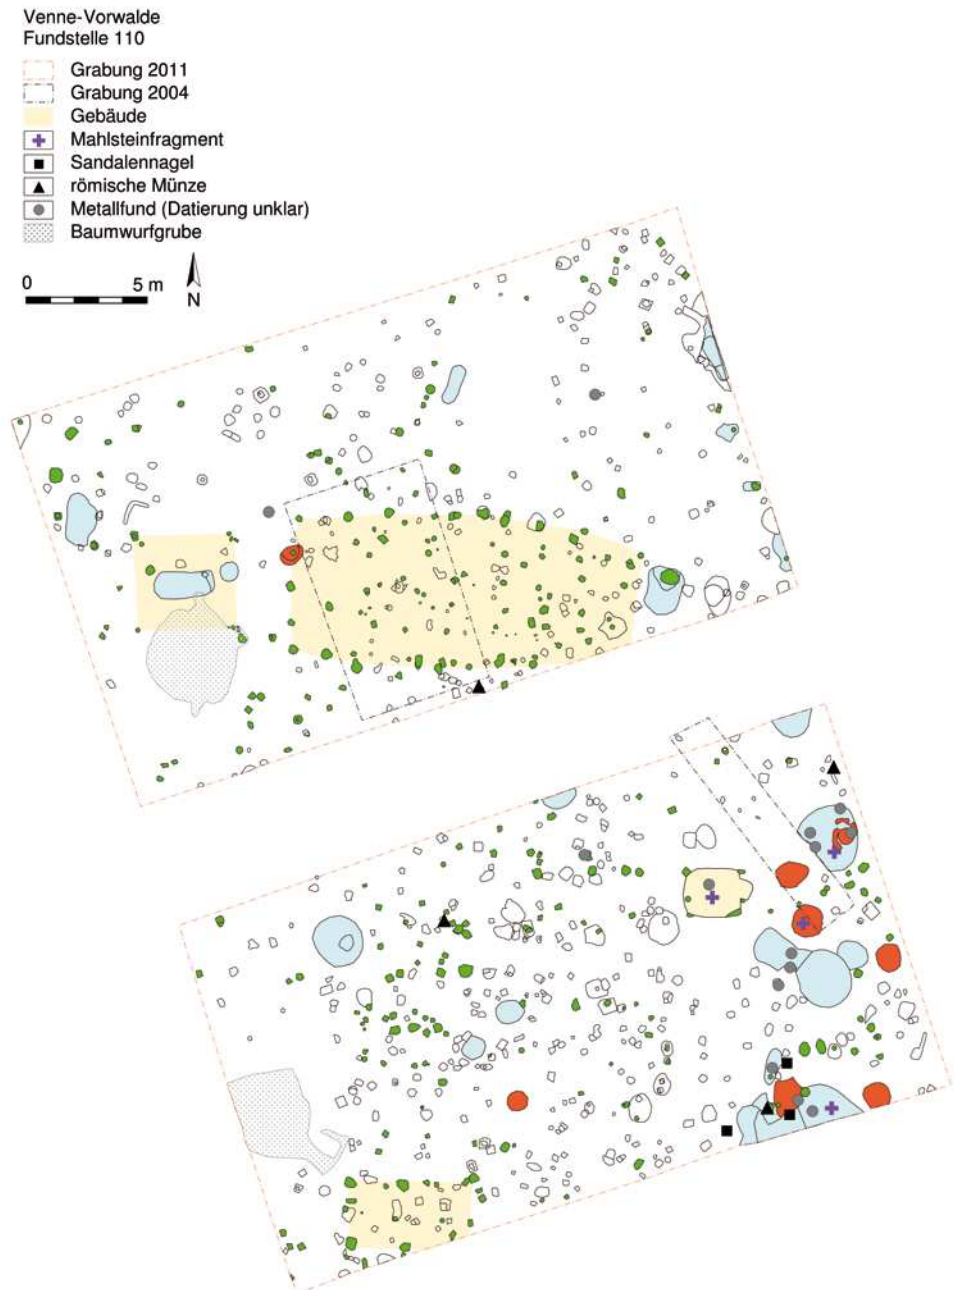 Venne-Vorwalde
Fundstelle 110
Grabung 2011
Grabung 2004
Gebäude
Mahlsteinfragment
Sandalennagel
römische Münze
Metallfund (Datierung unklar)
Baumwurfgrube
0 5 m
N